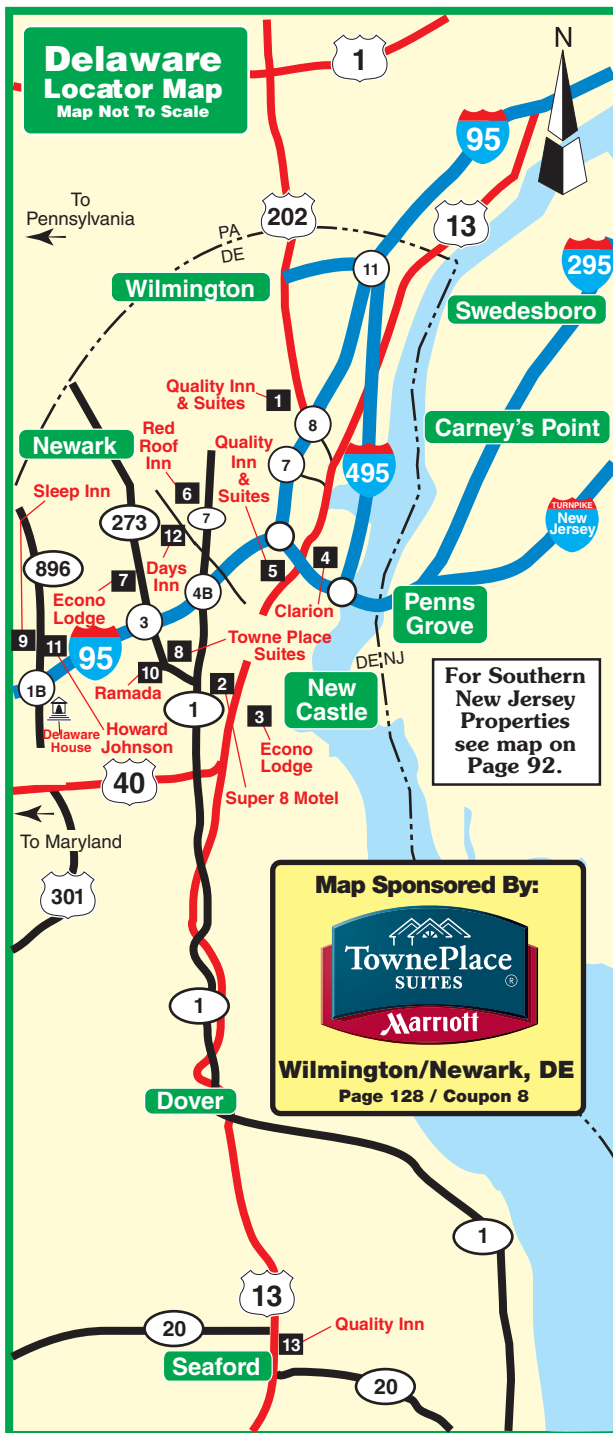 Delaware
Locator Map
Map Not To Scale
1
N
95
To
Pennsylvania
202
13
PA
DE
11
295
Wilmington
Swedesboro
Quality Inn
& Suites
1
Red
Roof
Inn
8
Carney's Point
Newark
Quality
Inn
&
Suites
7
495
Sleep Inn
6
TURNPIKE
New
Jersey
273
7
12
896
Days
Inn
5
4
7
4B
Clarion
Econo
Lodge
Penns
Grove
3
9
11
95
8
Towne Place
Suites
DE
NJ
10
Ramada
2
1B
1
New
Castle
For Southern
New Jersey
Properties
see map on
Page 92.
Delaware
House
Howard
Johnson
3
Econo
Lodge
40
Super 8 Motel
To Maryland
301
Map Sponsored By:
TownePlace
SUITES
®
Marriott
1
Wilmington/Newark, DE
Page 128 / Coupon 8
Dover
1
13
20
13
Quality Inn
Seaford
20